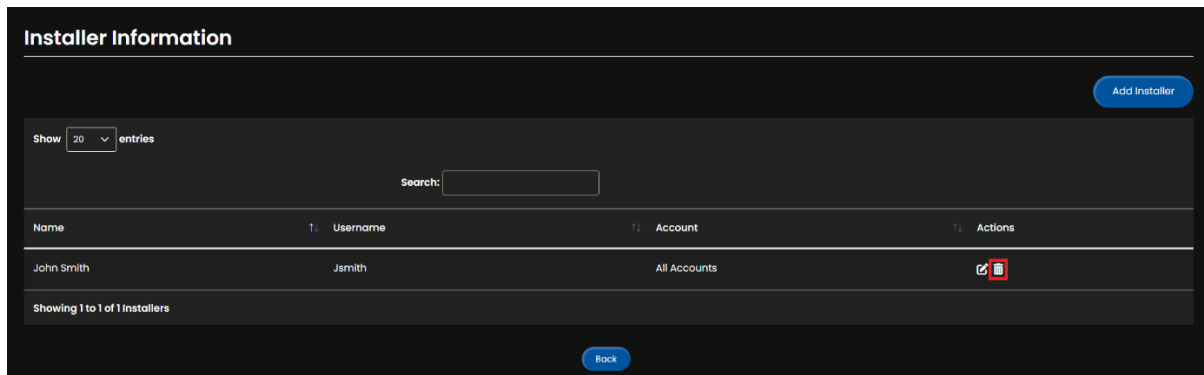 Installer Information
Add Installer
Show 20 entries
Search:
Name Username Account Actions
John Smith Jsmith All Accounts
Showing 1 to 1 of 1 Installers
Back